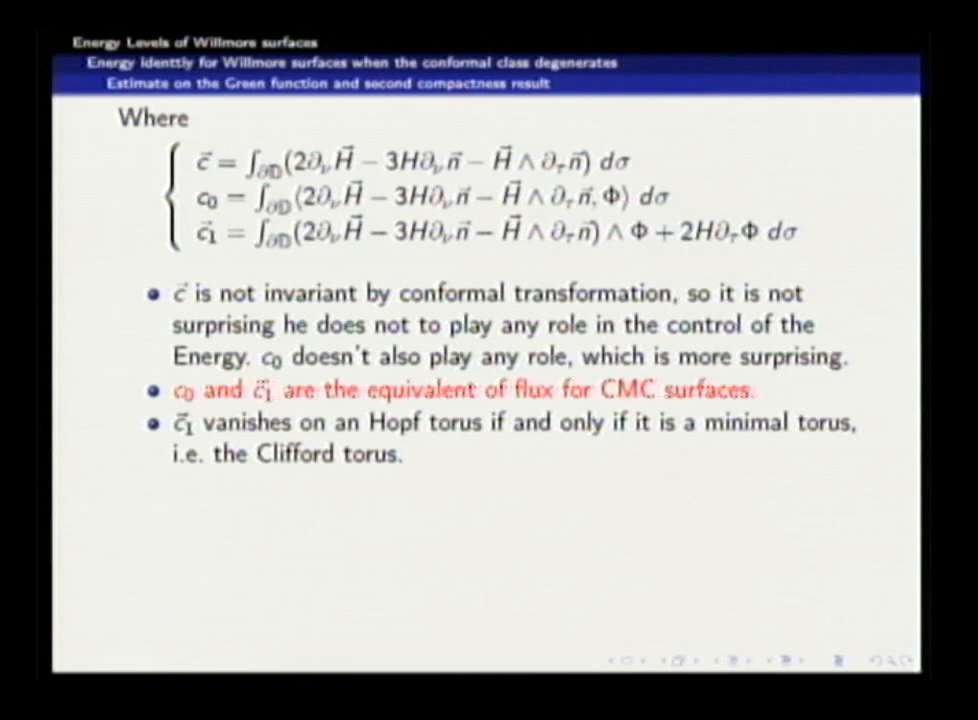 Energy Levels of Willmore surfaces
Energy identtiy for Willmore surfaces when the conformal class degenerates
Estimate on the Green function and second compactness result
Where
c⃗ = ∫∂𝔻(2∂νH⃗ − 3H∂νn⃗ − H⃗ ∧ ∂τn⃗) dσ
c₀ = ∫∂𝔻⟨2∂νH⃗ − 3H∂νn⃗ − H⃗ ∧ ∂τn⃗, Φ⟩ dσ
c⃗₁ = ∫∂𝔻(2∂νH⃗ − 3H∂νn⃗ − H⃗ ∧ ∂τn⃗) ∧ Φ + 2H∂τΦ dσ
• c⃗ is not invariant by conformal transformation, so it is not
surprising he does not to play any role in the control of the
Energy. c₀ doesn't also play any role, which is more surprising.
• c₀ and c⃗₁ are the equivalent of flux for CMC surfaces.
• c⃗₁ vanishes on an Hopf torus if and only if it is a minimal torus,
i.e. the Clifford torus.